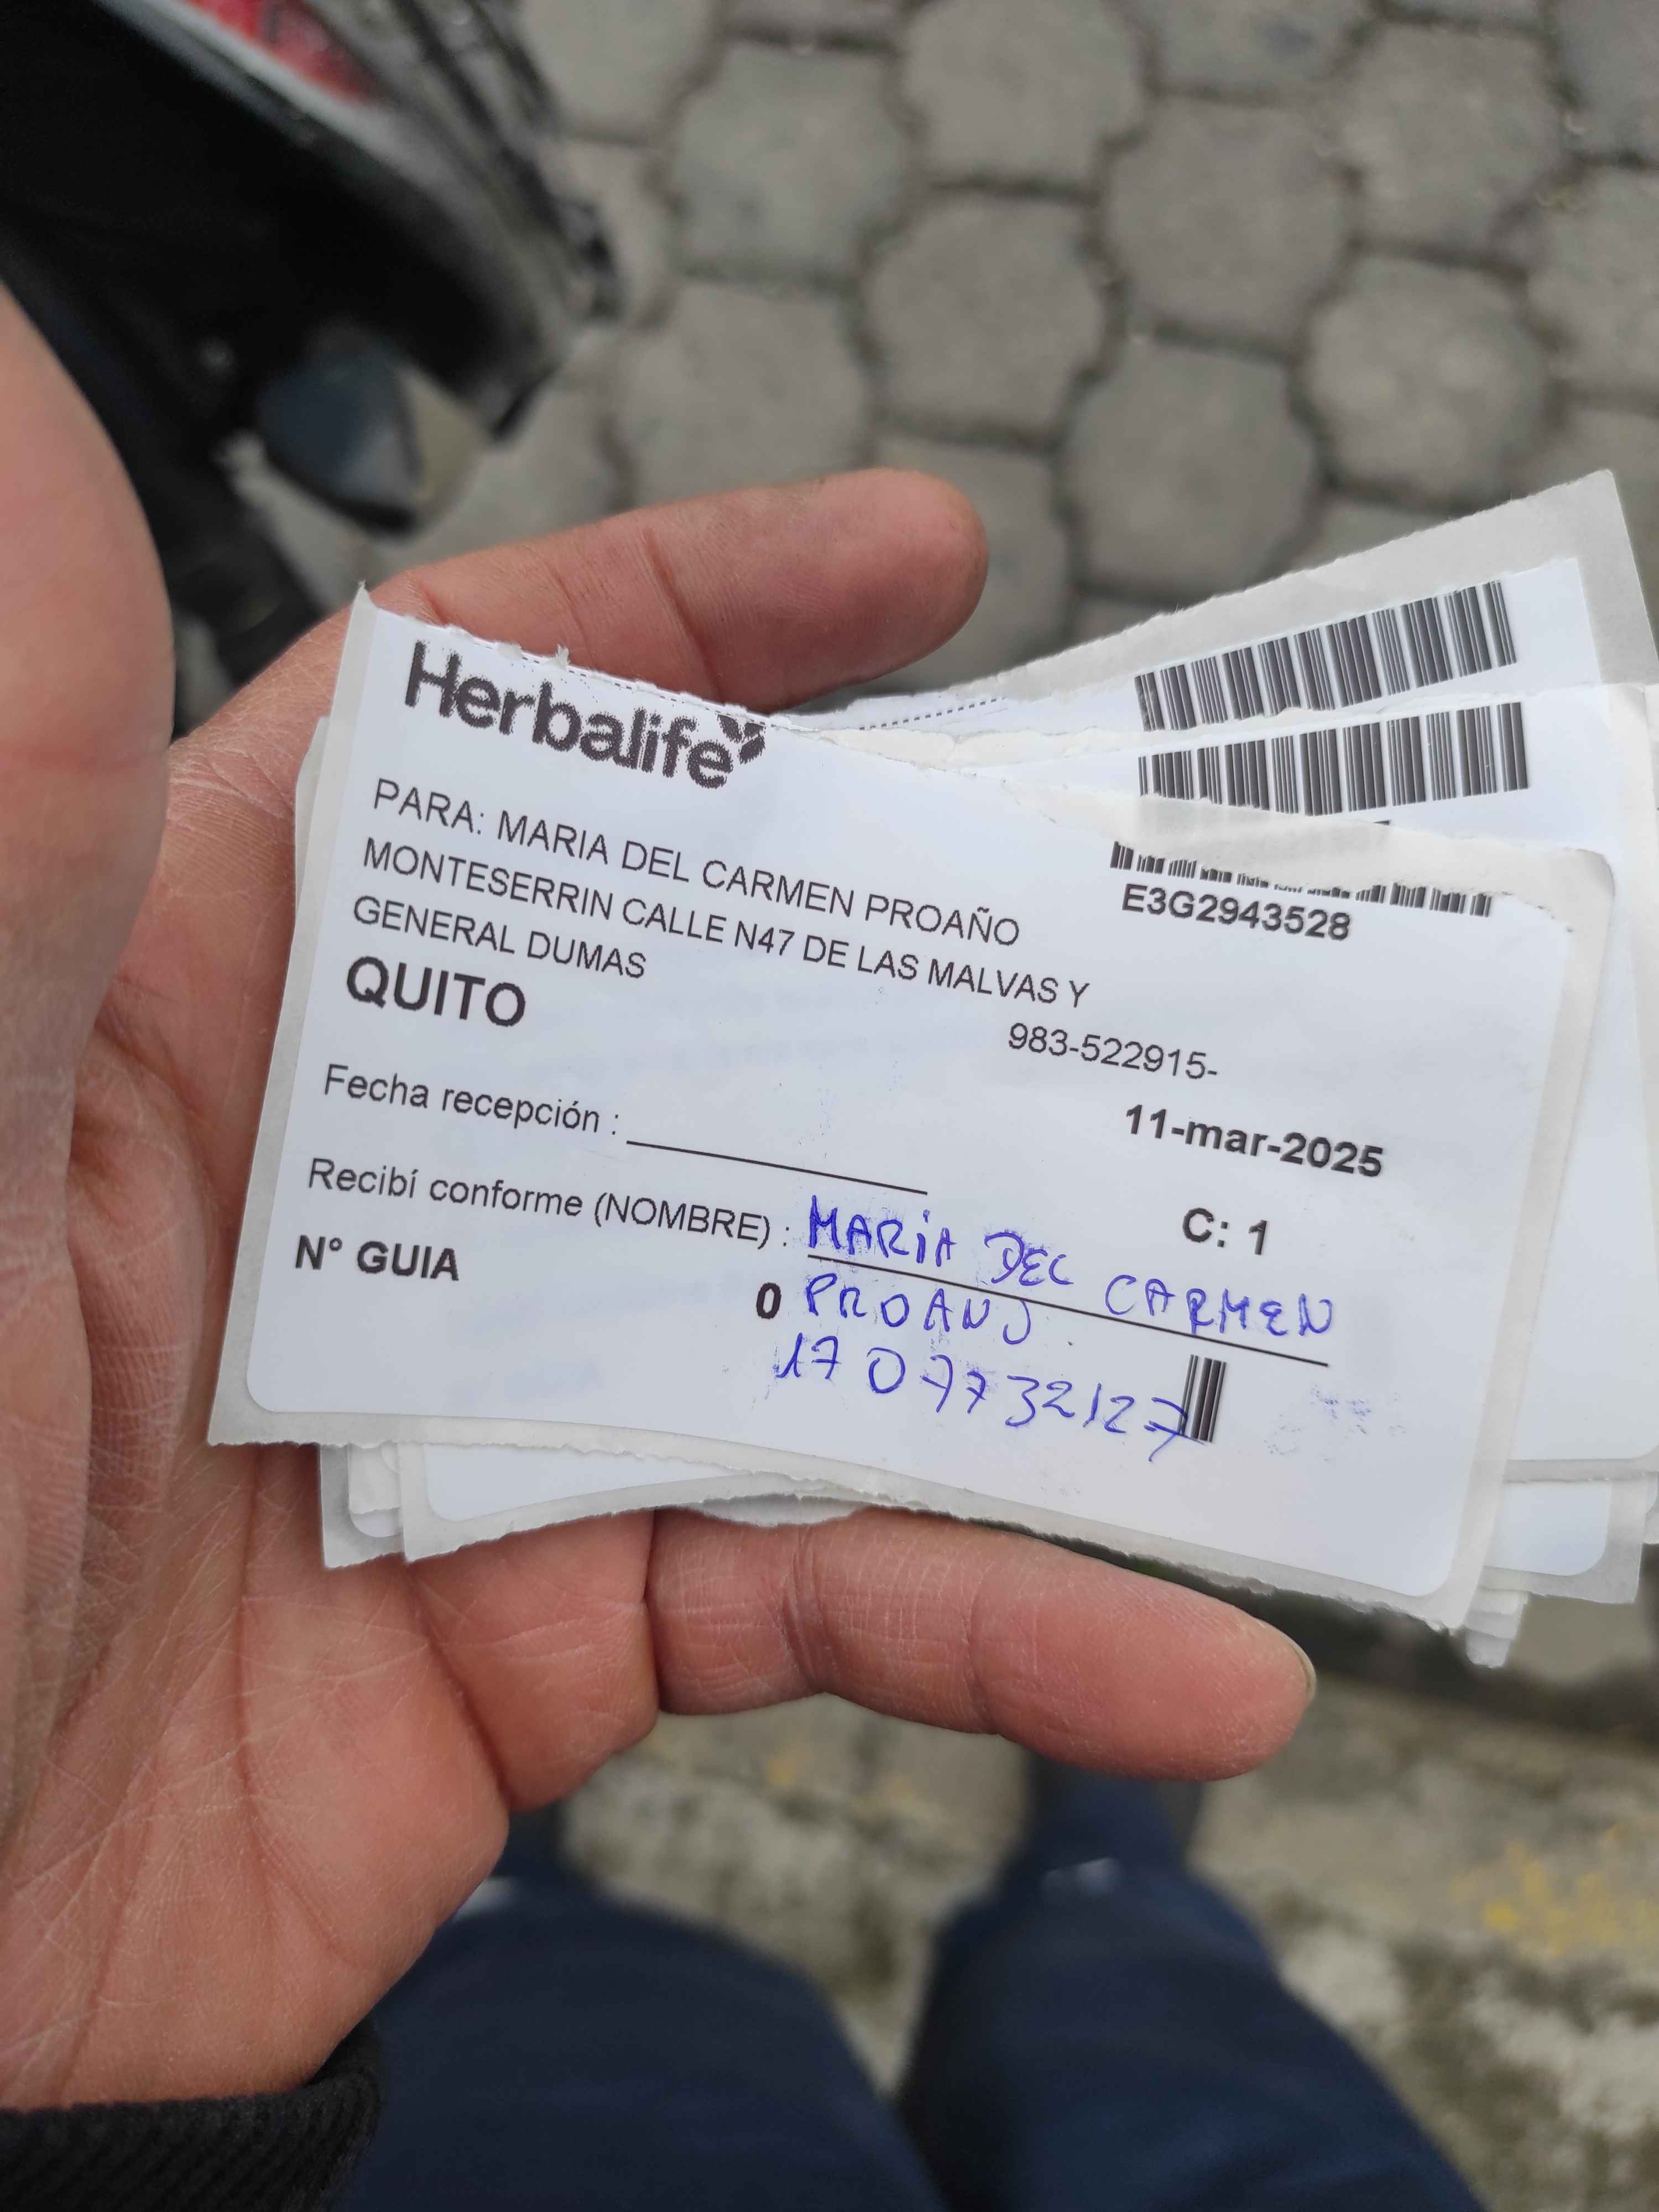 Herbalife
PARA: MARIA DEL CARMEN PROAÑO
MONTESERRIN CALLE N47 DE LAS MALVAS Y
GENERAL DUMAS
QUITO
E3G2943528
983-522915-
11-mar-2025
Fecha recepción :
C: 1
Recibí conforme (NOMBRE) : MARiA DEL CARMEN
PROANJ
N° GUIA 0
1707732127